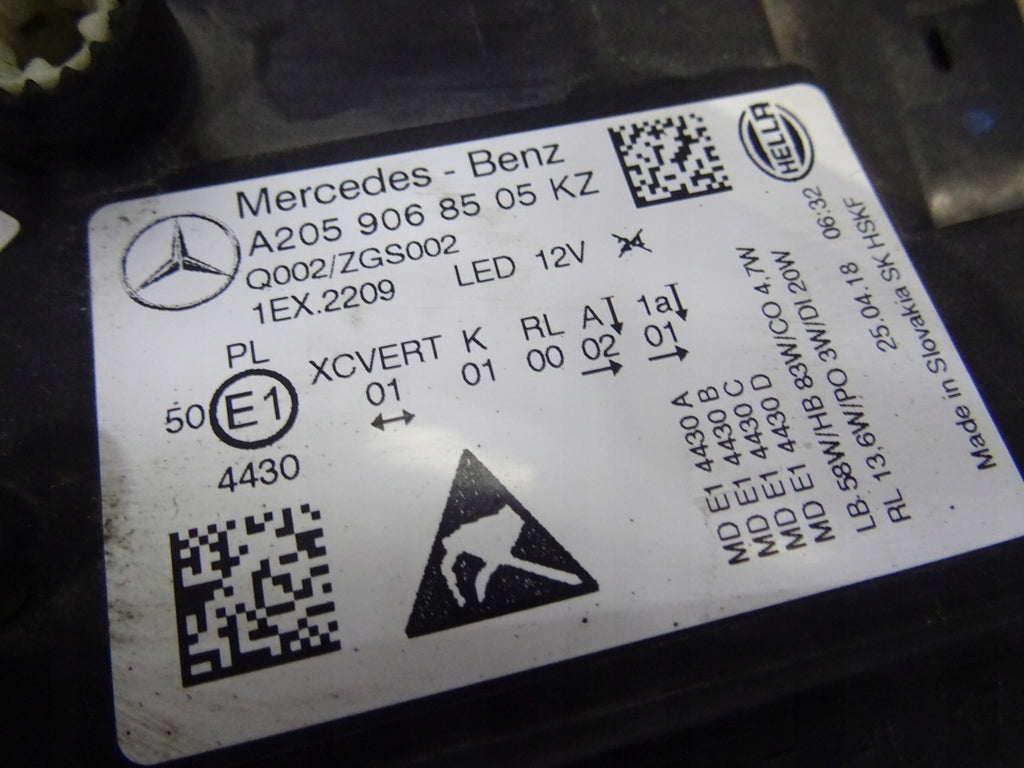 Mercedes - Benz
A205 906 85 05 KZ
Q002/ZGS002
1EX.2209
LED 12V
24
HELLA
PL
50 E1
4430
XCVERT K RL A 1a
01 01 00 02 01
MD E1 4430 A
MD E1 4430 B
MD E1 4430 C
MD E1 4430 D
LB. 58W/HB 83W/CO 4.7W
RL 13,6W/PO 3W/DI 20W
25.04.18 06:32
Made in Slovakia SK HSKF